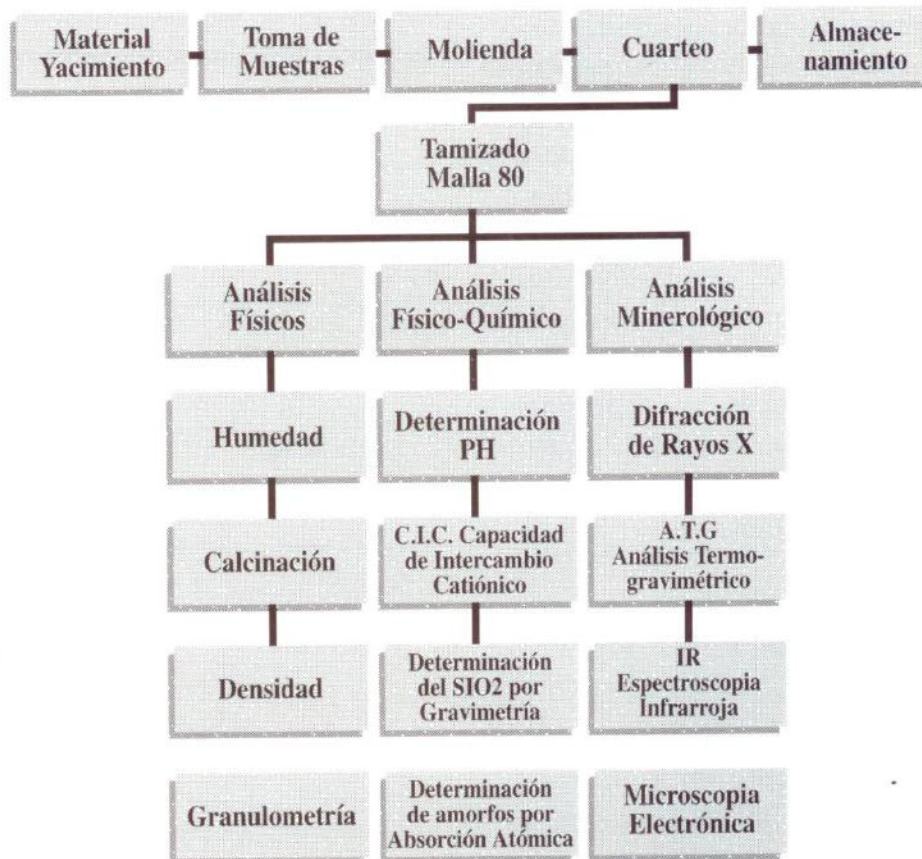 Material
Yacimiento
Toma de
Muestras
Molienda
Cuarteo
Almace-
namiento
Tamizado
Malla 80
Análisis
Físicos
Análisis
Físico-Químico
Análisis
Minerológico
Humedad
Determinación
PH
Difracción
de Rayos X
Calcinación
C.I.C. Capacidad
de Intercambio
Catiónico
A.T.G
Análisis Termo-
gravimétrico
Densidad
Determinación
del SIO2 por
Gravimetría
IR
Espectroscopia
Infrarroja
Granulometría
Determinación
de amorfos por
Absorción Atómica
Microscopia
Electrónica